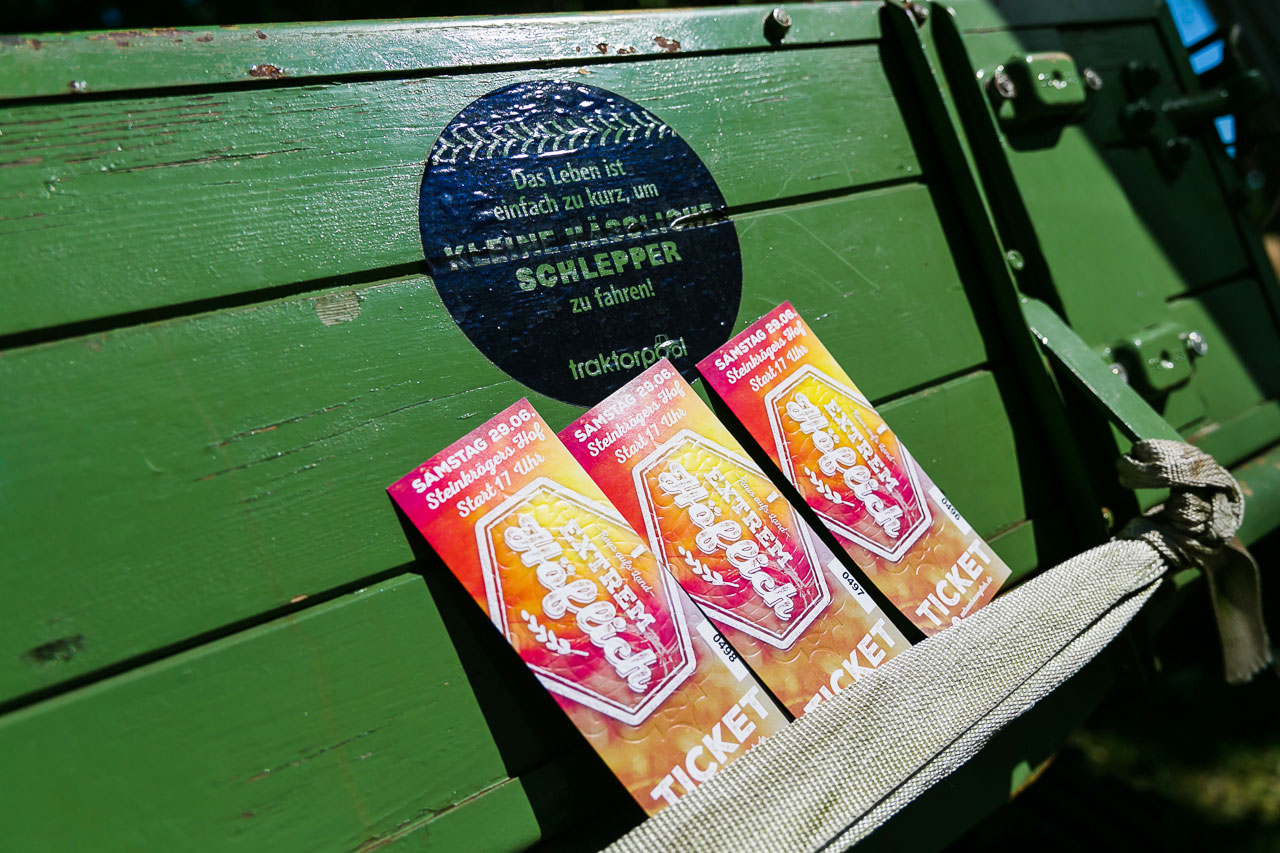 Das Leben ist
einfach zu kurz, um
KLEINE HÄSSLICHE
SCHLEPPER
zu fahren!
traktorpool
SAMSTAG 29.06.
Steinkrögers Hof
Start 17 Uhr
EXTREM
Höflich
0498
TICKET
SAMSTAG 29.06.
Steinkrögers Hof
Start 17 Uhr
EXTREM
Höflich
0497
TICKET
SAMSTAG 29.06.
Steinkrögers Hof
Start 17 Uhr
EXTREM
Höflich
0496
TICKET